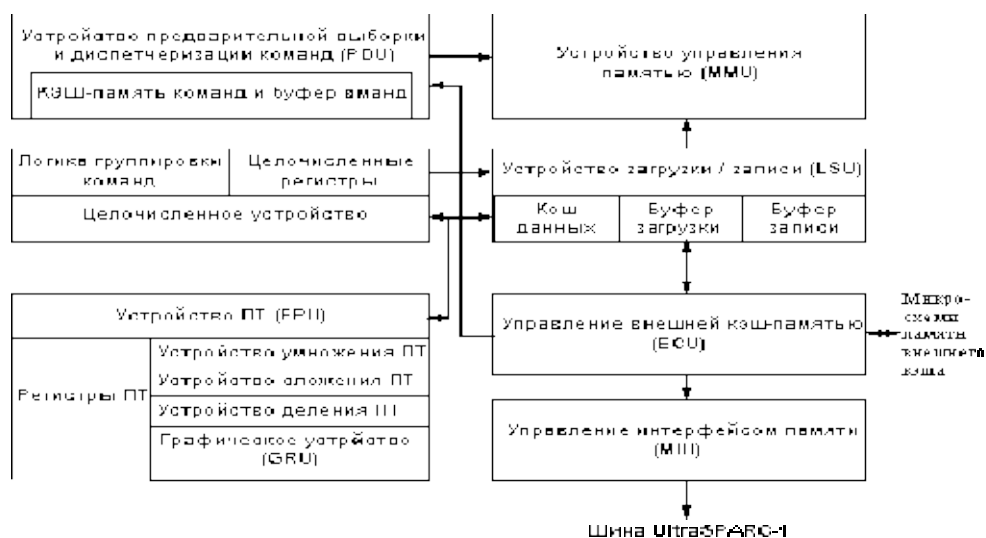 Устройство предварительной выборки
и диспетчеризации команд (PDU)
КЭШ-память команд и буфер вманд
Устройство управления
памятью (MMU)
Логика группировки
команд
Целочисленные
регистры
Целочисленное устройство
Устройство загрузки / записи (LSU)
Кэш
данных
Буфер
загрузки
Буфер
записи
Устройство ПТ (FPU)
Регистры ПТ
Устройство умножения ПТ
Устройство сложения ПТ
Устройство деления ПТ
Графическое устрйство
(GRU)
Управление внешней кэш-памятью
(ECU)
Микро-
схемы
памяти
внешнего
кэша
Управление интерфейсом памяти
(MIU)
Шина UltraSPARC-1